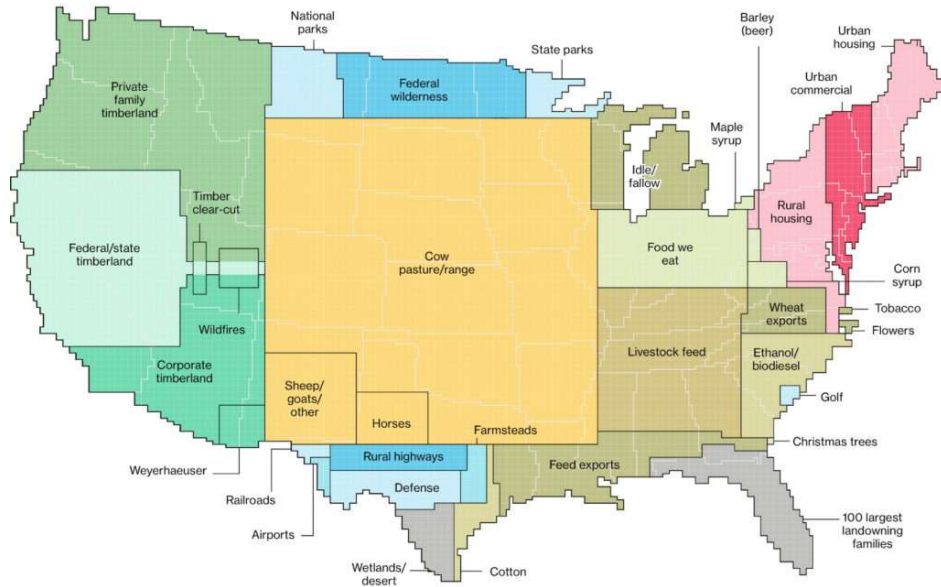 National
parks
State parks
Barley
(beer)
Urban
housing
Urban
commercial
Private
family
timberland
Federal
wilderness
Maple
syrup
Idle/
fallow
Timber
clear-cut
Rural
housing
Federal/state
timberland
Cow
pasture/range
Food we
eat
Corn
syrup
Wildfires
Wheat
exports
Tobacco
Flowers
Corporate
timberland
Livestock feed
Ethanol/
biodiesel
Sheep/
goats/
other
Golf
Horses
Farmsteads
Christmas trees
Weyerhaeuser
Rural highways
Feed exports
Railroads
Defense
Airports
100 largest
landowning
families
Wetlands/
desert
Cotton